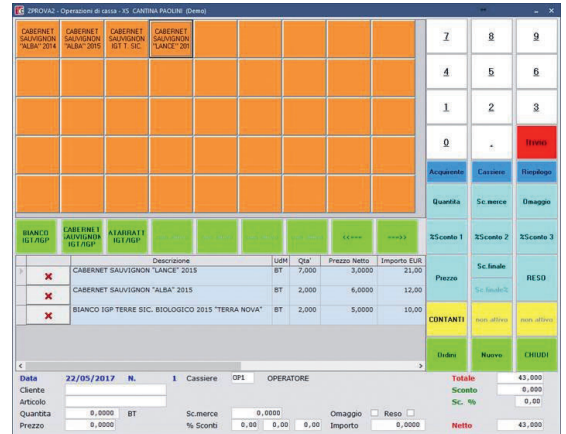 ZPROVA2 - Operazioni di cassa - XS CANTINA PAOLINI (Demo)
CABERNET SAUVIGNON "ALBA" 2014
CABERNET SAUVIGNON "ALBA" 2015
CABERNET SAUVIGNON IGT T. SIC.
CABERNET SAUVIGNON "LANCE" 201
7 8 9
4 5 6
1 2 3
0 . Invio
Acquirente Cassiere Riepilogo
Quantita Sc.merce Omaggio
%Sconto 1 %Sconto 2 %Sconto 3
Prezzo Sc.finale RESO
Sc.finale%
CONTANTI non attivo non attivo
Ordini Nuovo CHIUDI
BIANCO IGT/IGP
CABERNET SAUVIGNON IGT/IGP
ATARRATT IGT/IGP
<<--- --->>
Descrizione UdM Qta' Prezzo Netto Importo EUR
CABERNET SAUVIGNON "LANCE" 2015 BT 7,000 3,0000 21,00
CABERNET SAUVIGNON "ALBA" 2015 BT 2,000 6,0000 12,00
BIANCO IGP TERRE SIC. BIOLOGICO 2015 "TERRA NOVA" BT 2,000 5,0000 10,00
Data 22/05/2017 N. 1 Cassiere OP1 OPERATORE Totale 43,000
Cliente Sconto 0,000
Articolo Sc. % 0,00
Quantita 0,0000 BT Sc.merce 0,0000 Omaggio Reso
Prezzo 0,0000 % Sconti 0,00 0,00 0,00 Importo 0,0000 Netto 43,000